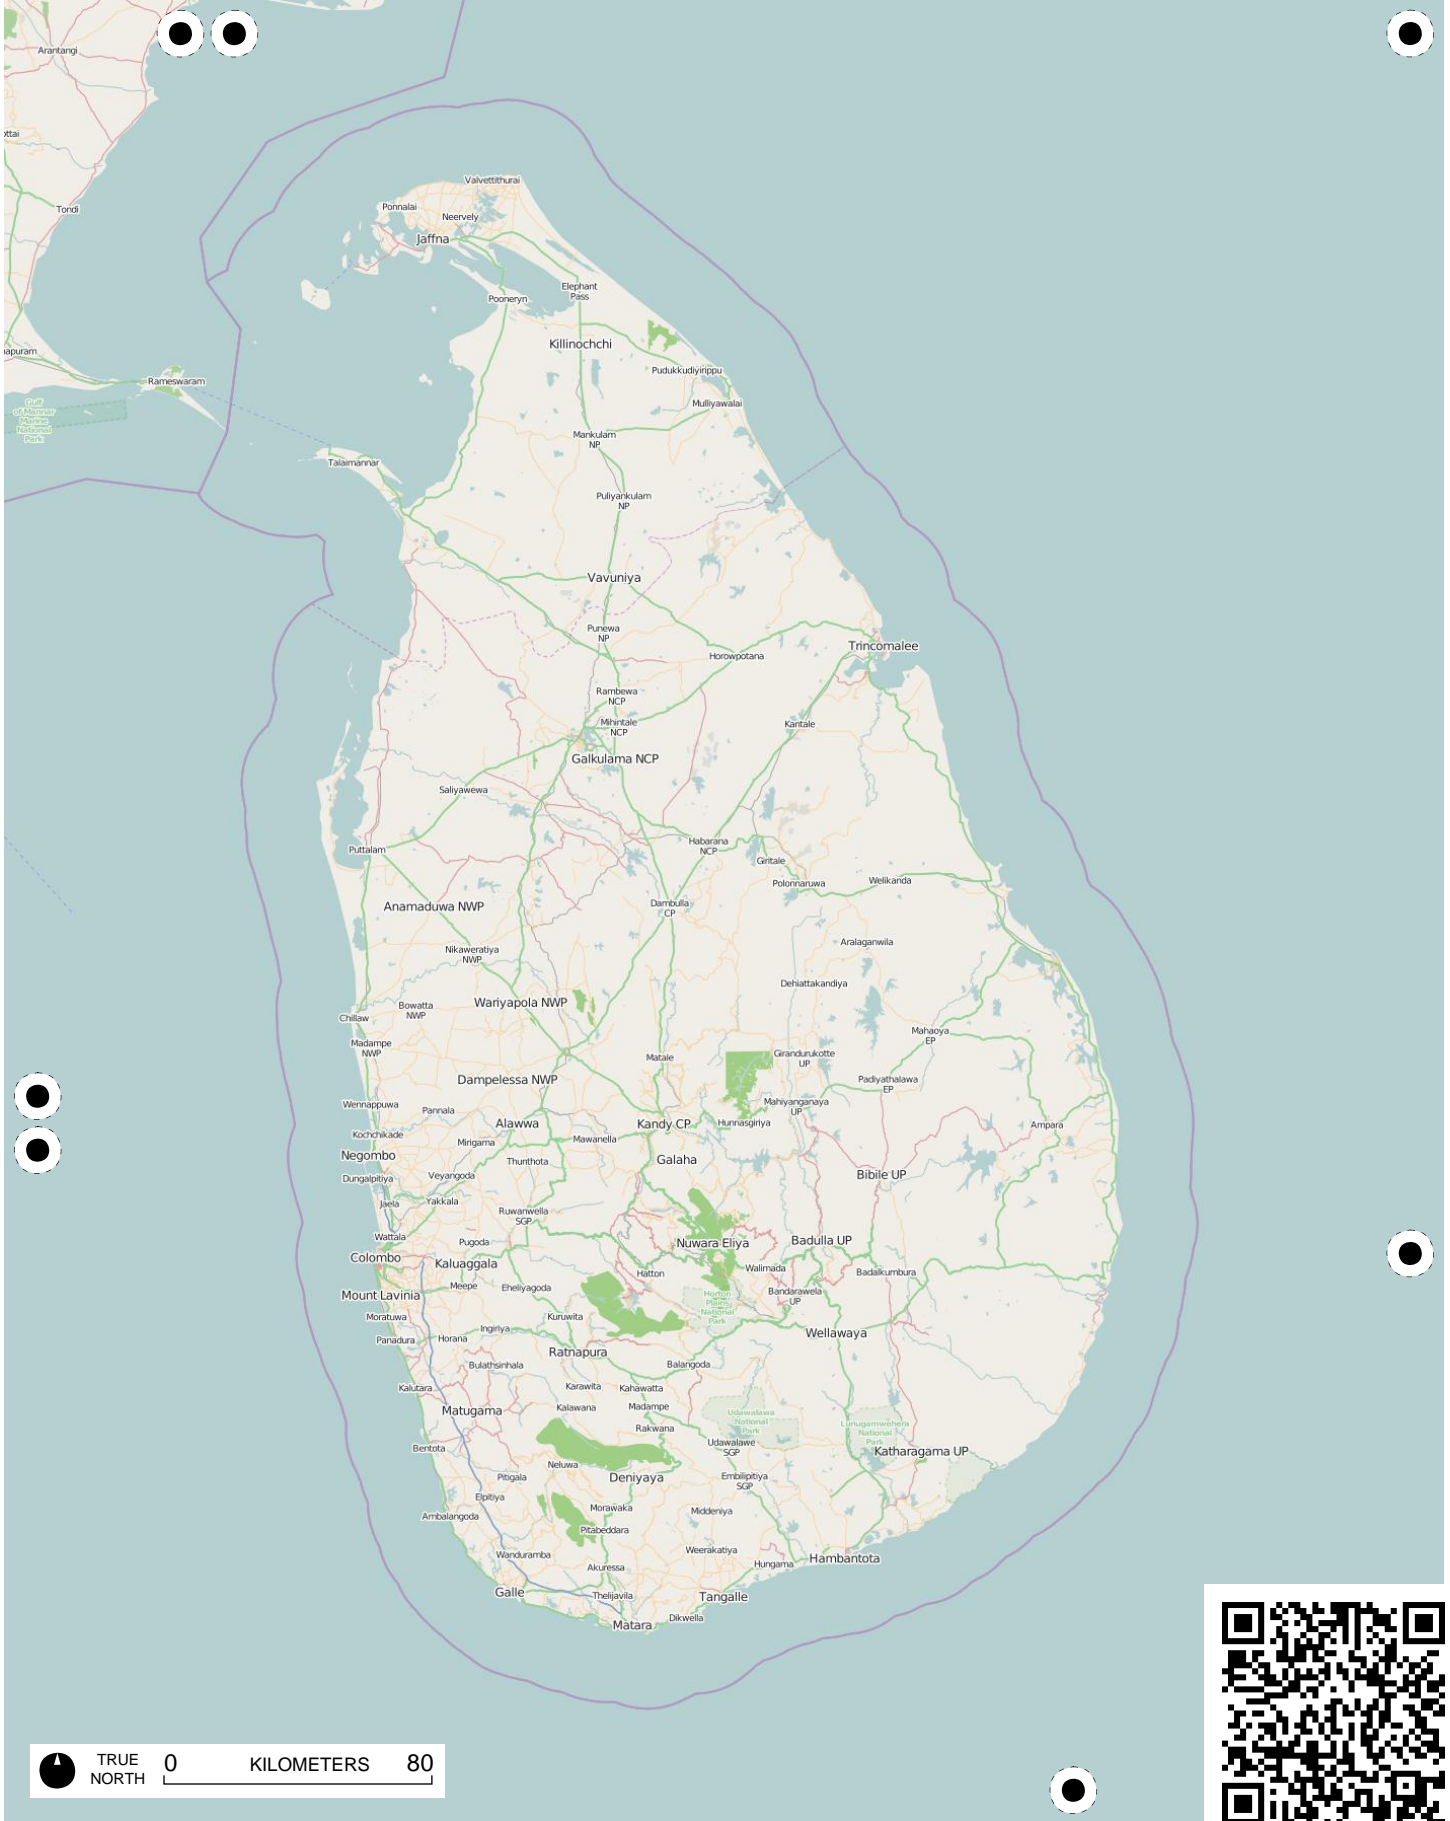 Arantangi
Valvettithurai
Ponnalai
Tondi
Neervely
Jaffna
Elephant
Pass
Pooneryn
Killinochchi
Pudukkudiyirippu
Rameswaram
Gulf
of Mannar
Marine
National
Park
Mulliyawalai
Mankulam
NP
Talaimannar
Puliyankulam
NP
Vavuniya
Punewa
NP
Trincomalee
Horowpotana
Rambewa
NCP
Mihintale
NCP
Kantale
Galkulama NCP
Saliyawewa
Habarana
NCP
Puttalam
Giritale
Polonnaruwa
Welikanda
Anamaduwa NWP
Dambulla
CP
Aralaganwila
Nikaweratiya
NWP
Dehiattakandiya
Wariyapola NWP
Bowatta
NWP
Chillaw
Mahaoya
EP
Madampe
NWP
Matale
Girandurukotte
UP
Dampelessa NWP
Padiyathalawa
EP
Wennappuwa
Pannala
Mahiyanganaya
UP
Alawwa
Kandy CP
Hunnasgiriya
Ampara
Kochchikade
Mirigama
Mawanella
Negombo
Thunthota
Galaha
Dungalpitiya
Veyangoda
Bibile UP
Jaela
Yakkala
Ruwanwella
SGP
Wattala
Pugoda
Nuwara Eliya
Badulla UP
Colombo
Kaluaggala
Hatton
Walimada
Badalkumbura
Meepe
Eheliyagoda
Bandarawela
UP
Mount Lavinia
Horton
Plains
National
Park
Moratuwa
Kuruwita
Ingiriya
Wellawaya
Panadura
Horana
Ratnapura
Bulathsinhala
Balangoda
Kalutara
Karawita
Kahawatta
Matugama
Kalawana
Madampe
Udawalawa
National
Park
Lunugamwehera
National
Park
Rakwana
Bentota
Udawalawe
SGP
Katharagama UP
Neluwa
Pitigala
Deniyaya
Embilipitiya
SGP
Elpitiya
Morawaka
Middeniya
Ambalangoda
Pitabeddara
Wanduramba
Weerakatiya
Akuressa
Hungama
Hambantota
Galle
Thelijavila
Tangalle
Matara
Dikwella
TRUE
NORTH
0 KILOMETERS 80